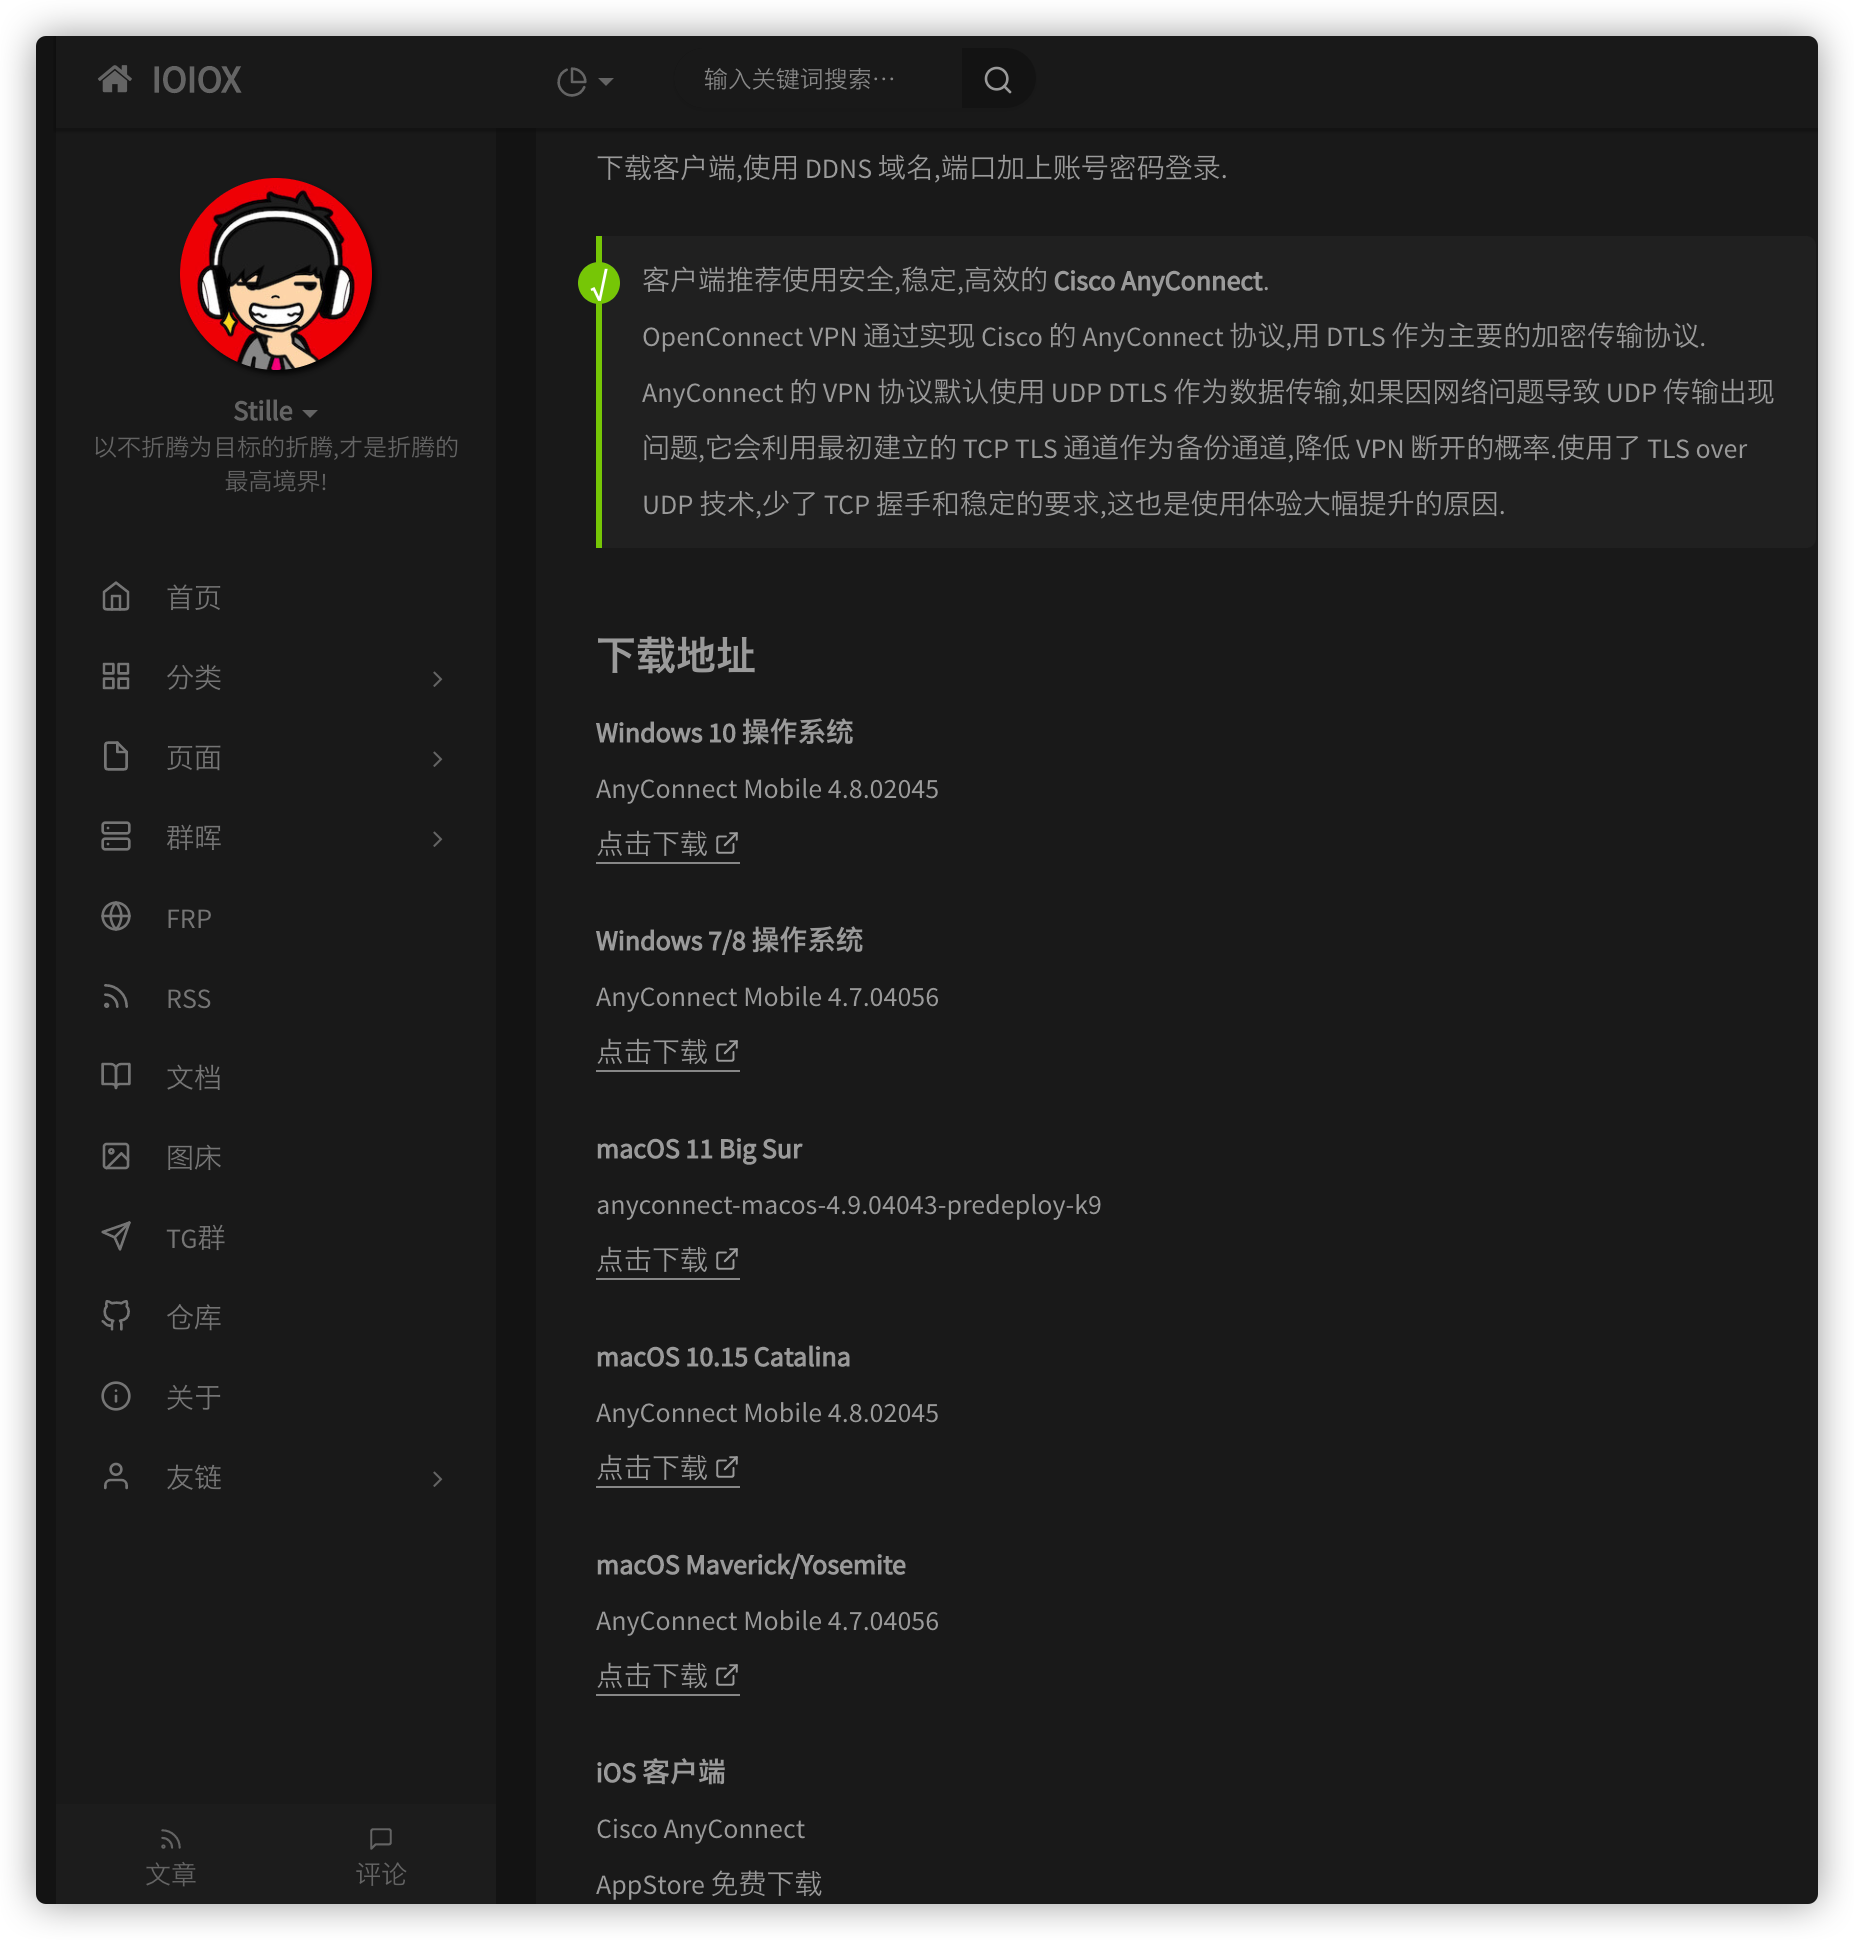 IOIOX
输入关键词搜索…
Stille
以不折腾为目标的折腾,才是折腾的
最高境界!
首页
分类
页面
群晖
FRP
RSS
文档
图床
TG群
仓库
关于
友链
文章
评论
下载客户端,使用 DDNS 域名,端口加上账号密码登录.
客户端推荐使用安全,稳定,高效的 Cisco AnyConnect.
OpenConnect VPN 通过实现 Cisco 的 AnyConnect 协议,用 DTLS 作为主要的加密传输协议.
AnyConnect 的 VPN 协议默认使用 UDP DTLS 作为数据传输,如果因网络问题导致 UDP 传输出现
问题,它会利用最初建立的 TCP TLS 通道作为备份通道,降低 VPN 断开的概率.使用了 TLS over
UDP 技术,少了 TCP 握手和稳定的要求,这也是使用体验大幅提升的原因.
下载地址
Windows 10 操作系统
AnyConnect Mobile 4.8.02045
点击下载
Windows 7/8 操作系统
AnyConnect Mobile 4.7.04056
点击下载
macOS 11 Big Sur
anyconnect-macos-4.9.04043-predeploy-k9
点击下载
macOS 10.15 Catalina
AnyConnect Mobile 4.8.02045
点击下载
macOS Maverick/Yosemite
AnyConnect Mobile 4.7.04056
点击下载
iOS 客户端
Cisco AnyConnect
AppStore 免费下载